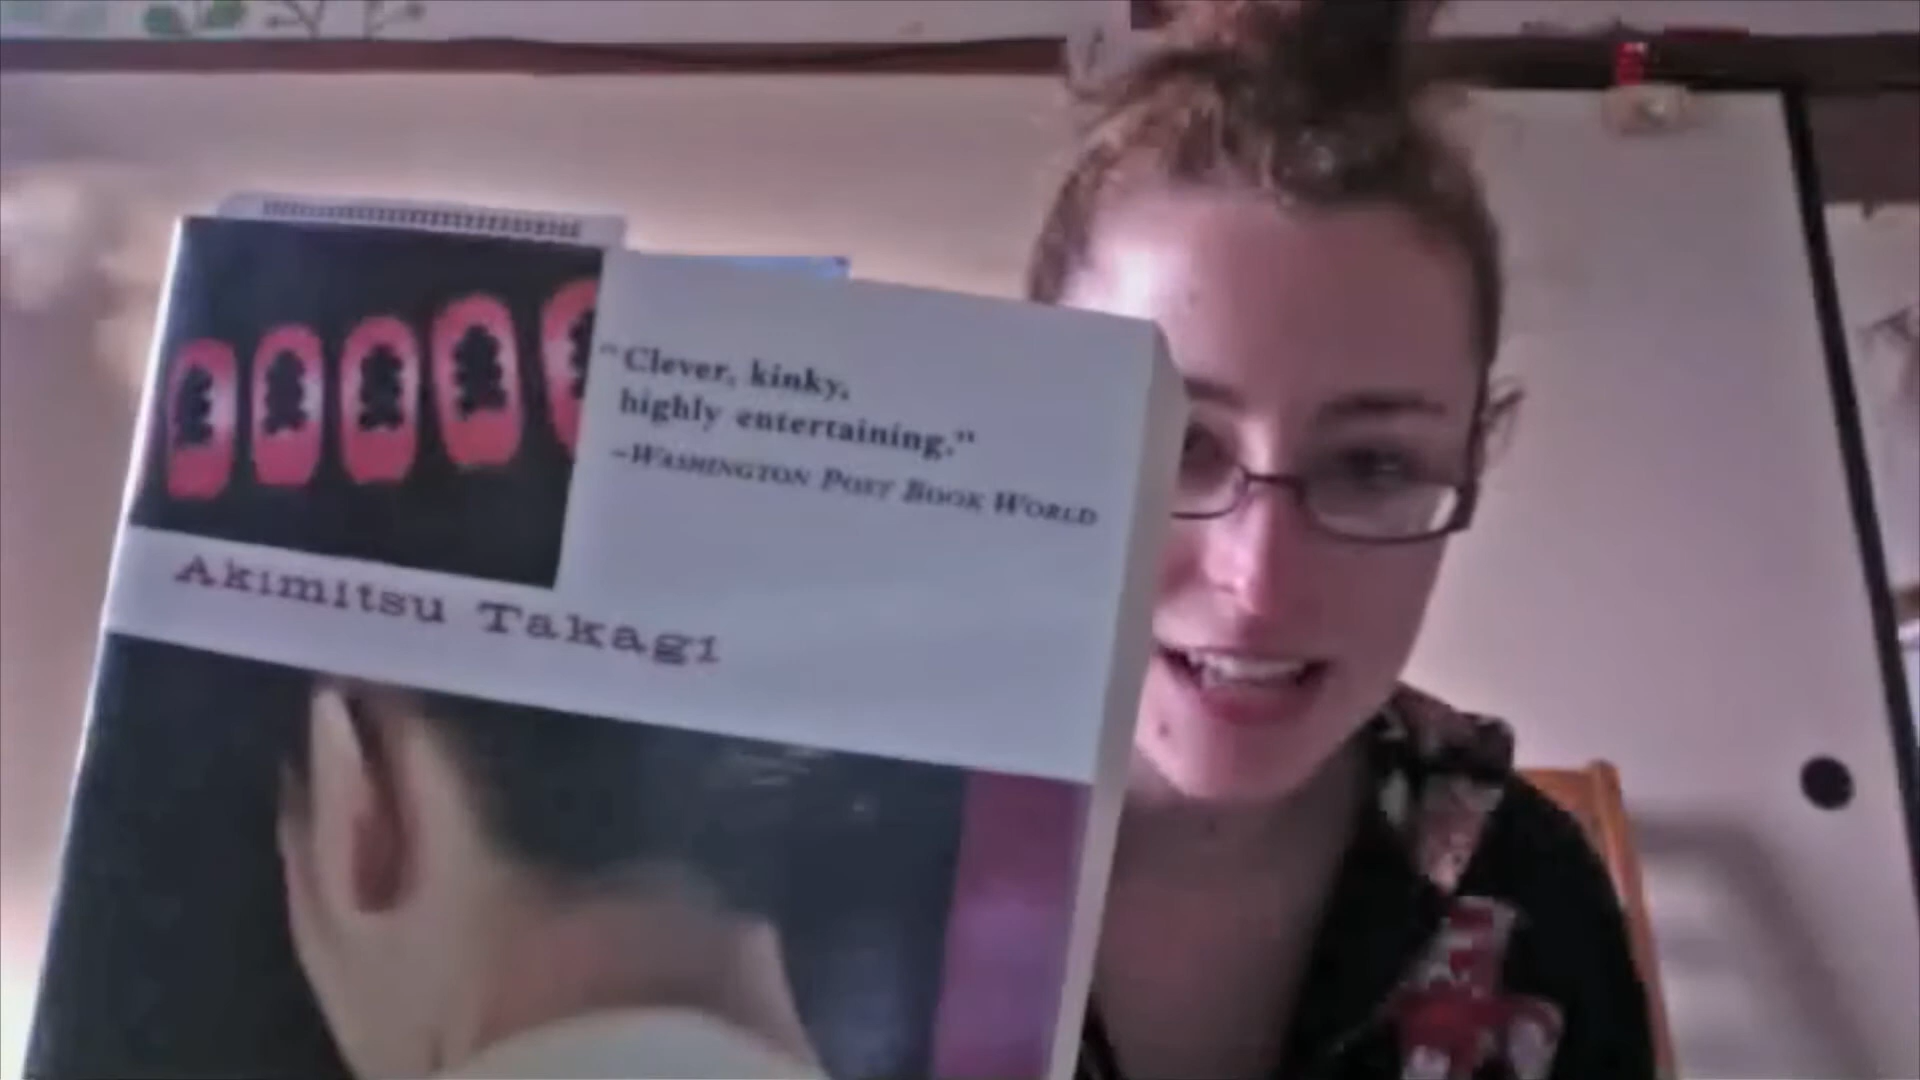 “Clever, kinky,
highly entertaining.”
–Washington Post Book World
Akimitsu Takagi